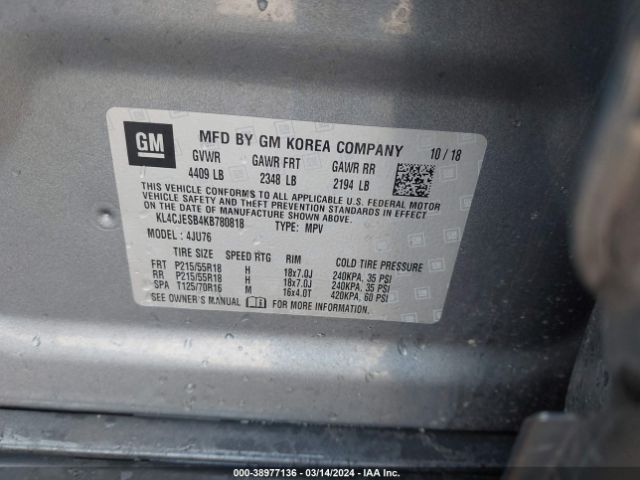 GM
MFD BY GM KOREA COMPANY 10 / 18
GVWR GAWR FRT GAWR RR
4409 LB 2348 LB 2194 LB
THIS VEHICLE CONFORMS TO ALL APPLICABLE U.S. FEDERAL MOTOR
VEHICLE SAFETY AND THEFT PREVENTION STANDARDS IN EFFECT
ON THE DATE OF MANUFACTURE SHOWN ABOVE.
KL4CJESB4KB780818 TYPE: MPV
MODEL : 4JU76
TIRE SIZE SPEED RTG RIM COLD TIRE PRESSURE
FRT P215/55R18 H 18x7.0J 240KPA, 35 PSI
RR P215/55R18 H 18x7.0J 240KPA, 35 PSI
SPA T125/70R16 M 16x4.0T 420KPA, 60 PSI
SEE OWNER'S MANUAL FOR MORE INFORMATION.
000-38977136 - 03/14/2024 - IAA Inc.